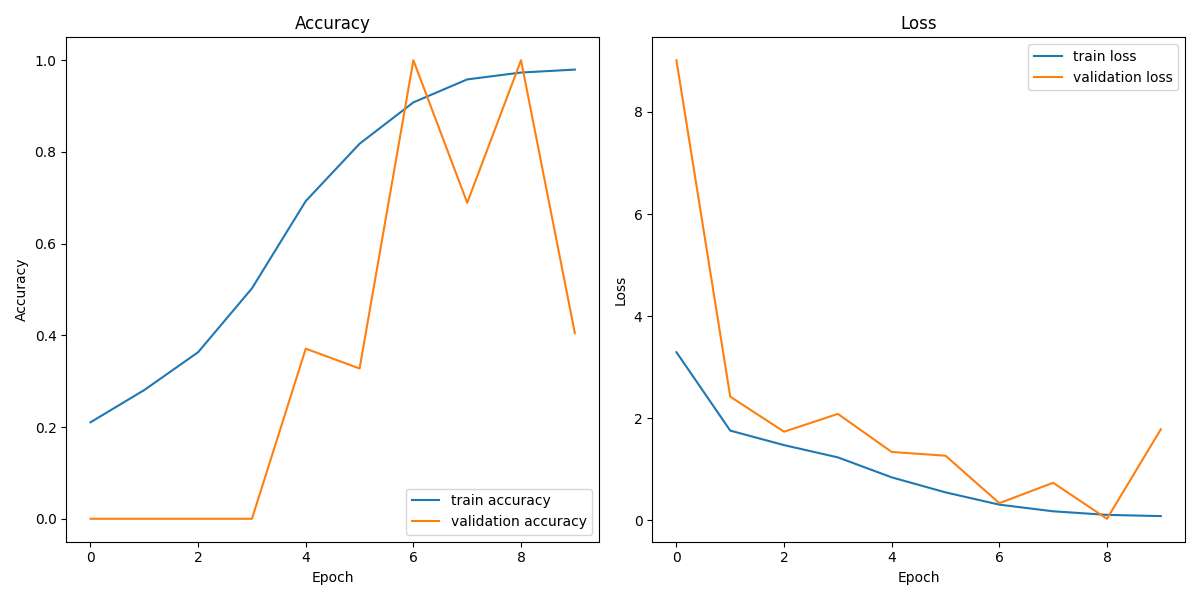 Accuracy
1.0
0.8
0.6
0.4
0.2
0.0
Accuracy
0 2 4 6 8
Epoch
train accuracy
validation accuracy
Loss
8
6
4
2
0
Loss
0 2 4 6 8
Epoch
train loss
validation loss